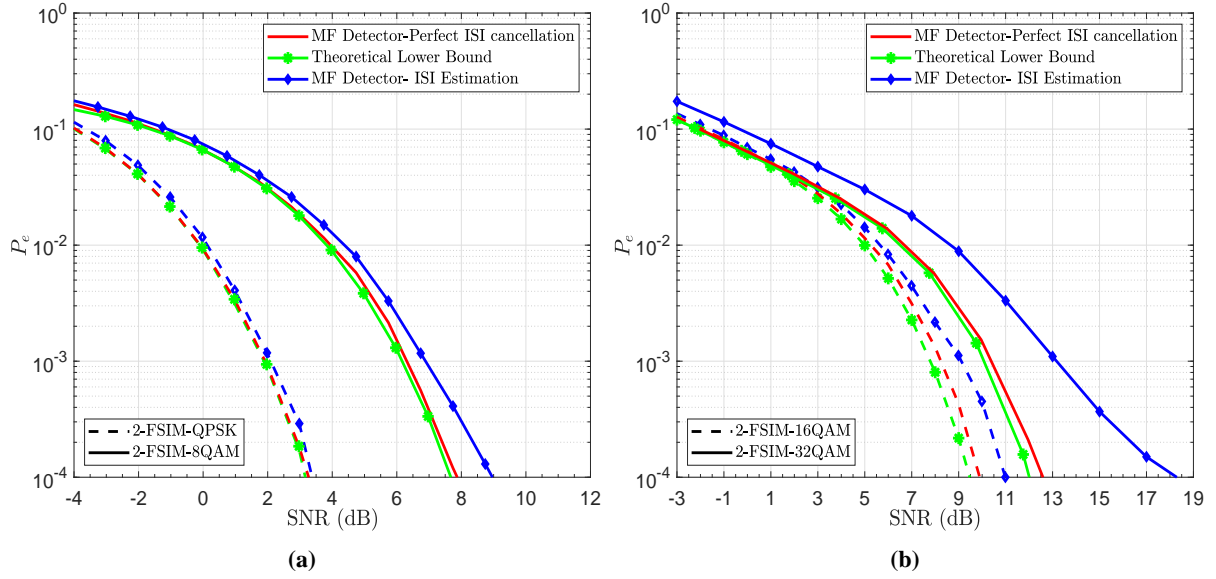 10^0
10^-1
10^-2
10^-3
10^-4
P_e
MF Detector-Perfect ISI cancellation
Theoretical Lower Bound
MF Detector- ISI Estimation
2-FSIM-QPSK
2-FSIM-8QAM
-4 -2 0 2 4 6 8 10 12
SNR (dB)
(a)
10^0
10^-1
10^-2
10^-3
10^-4
P_e
MF Detector-Perfect ISI cancellation
Theoretical Lower Bound
MF Detector- ISI Estimation
2-FSIM-16QAM
2-FSIM-32QAM
-3 -1 1 3 5 7 9 11 13 15 17 19
SNR (dB)
(b)